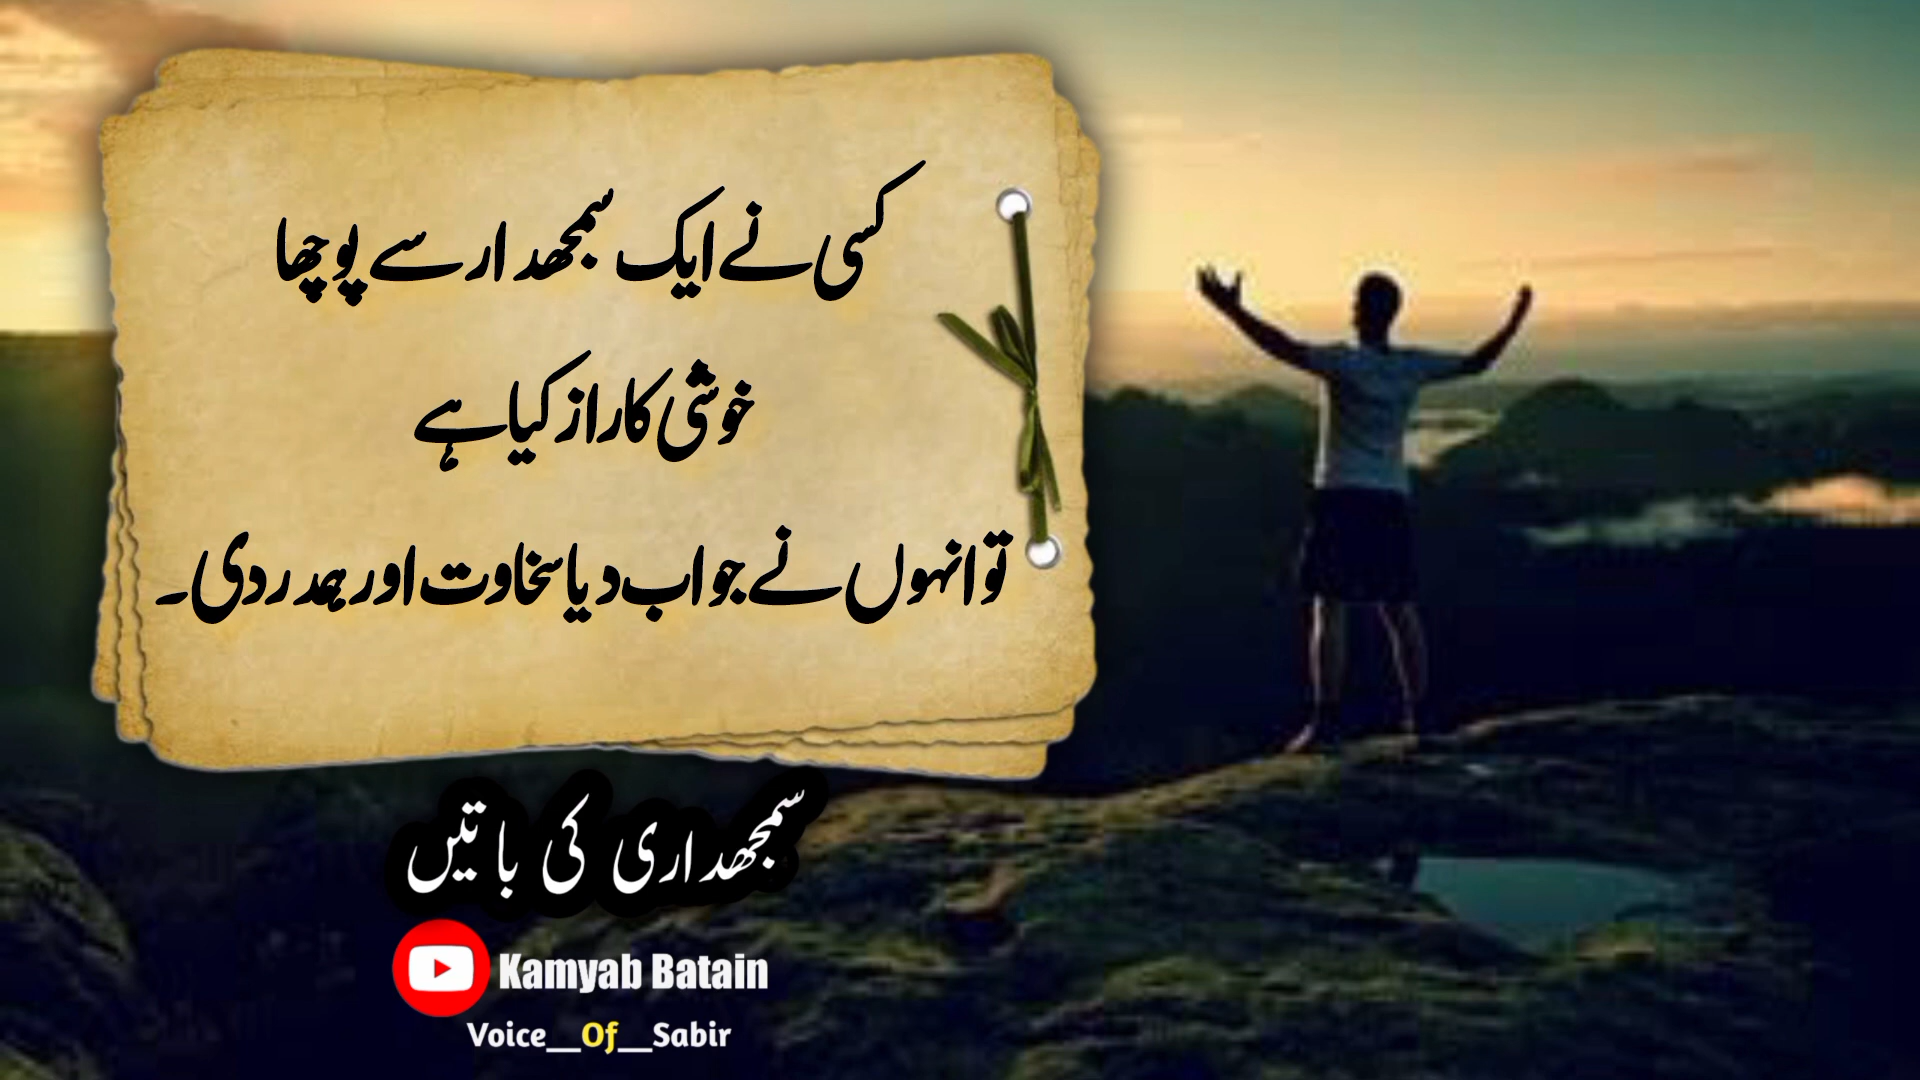 کسی نے ایک سمجھدار سے پوچھا
خوشی کا راز کیا ہے
تو انہوں نے جواب دیا سخاوت اور ہمدردی۔
سمجھداری کی باتیں
Kamyab Batain
Voice__Of__Sabir